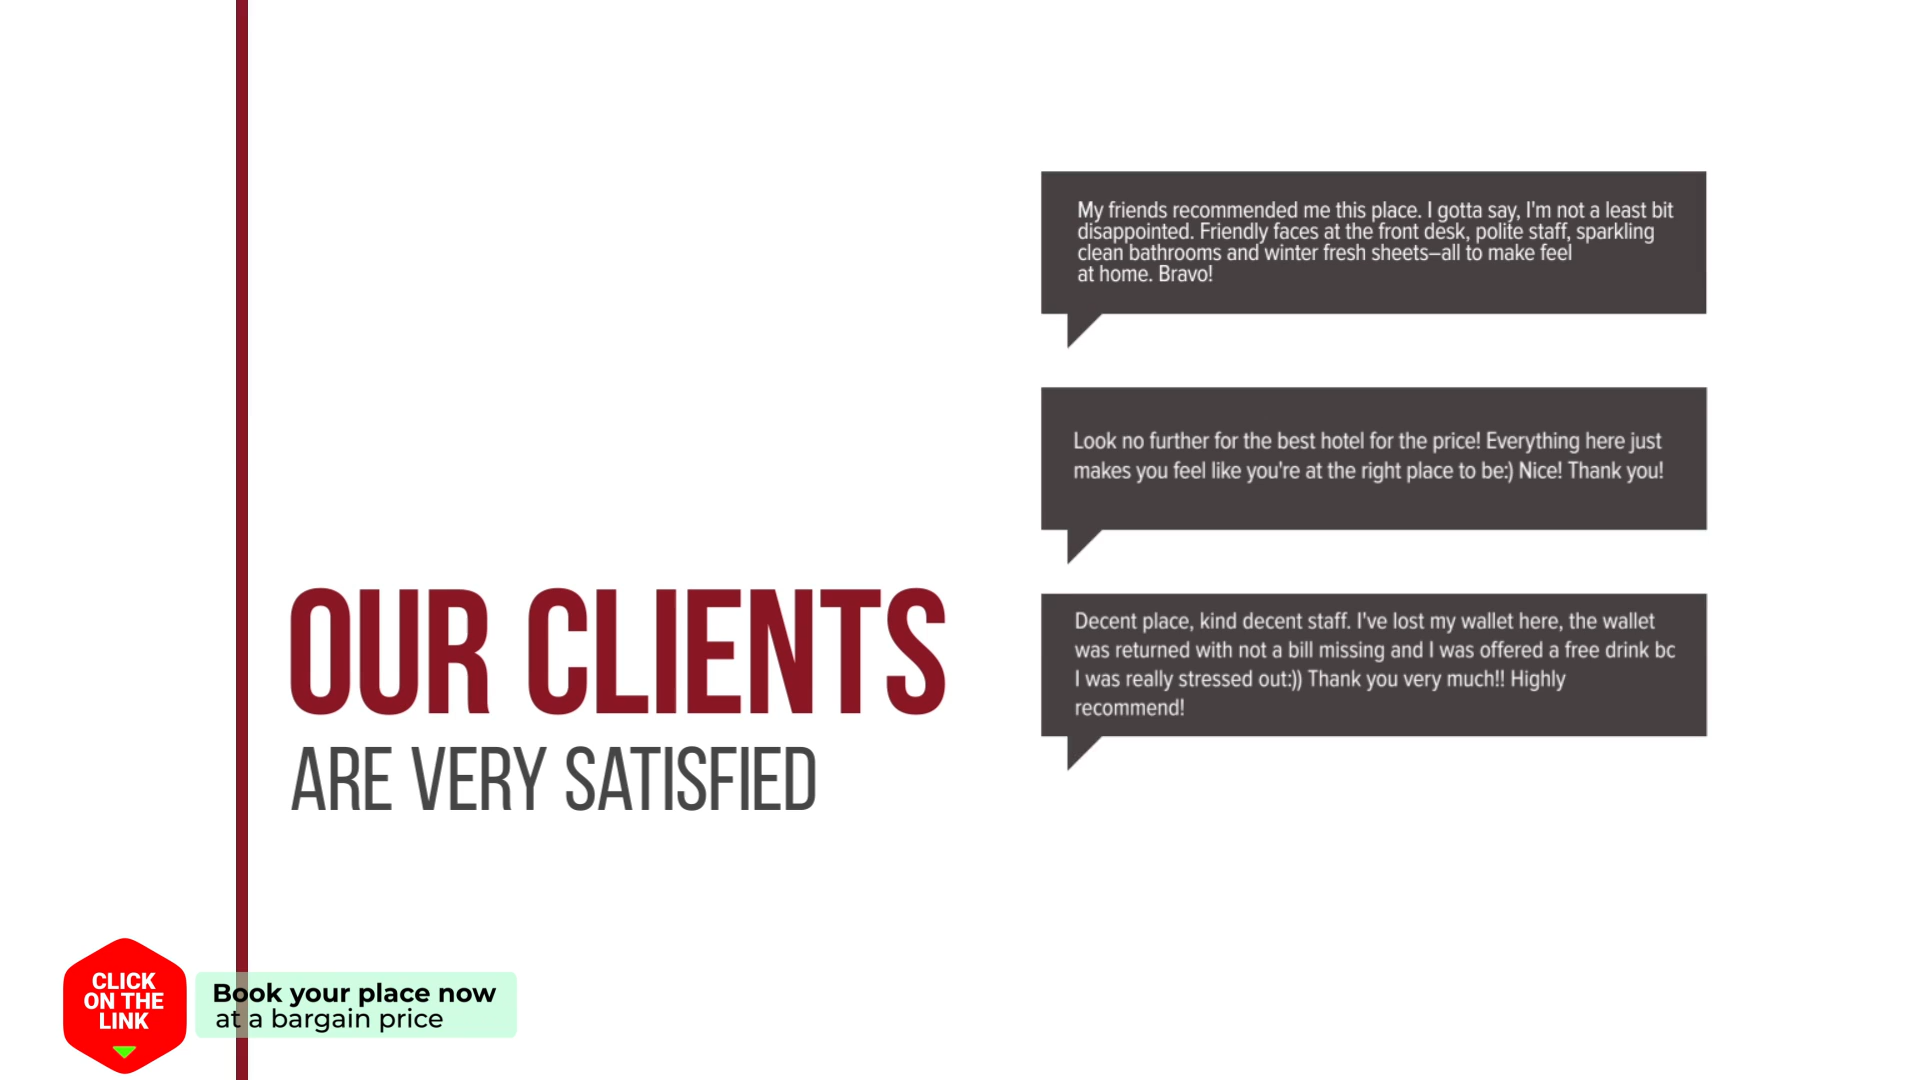 My friends recommended me this place. I gotta say, I'm not a least bit
disappointed. Friendly faces at the front desk, polite staff, sparkling
clean bathrooms and winter fresh sheets–all to make feel
at home. Bravo!
Look no further for the best hotel for the price! Everything here just
makes you feel like you're at the right place to be:) Nice! Thank you!
Decent place, kind decent staff. I've lost my wallet here, the wallet
was returned with not a bill missing and I was offered a free drink bc
I was really stressed out:)) Thank you very much!! Highly
recommend!
OUR CLIENTS
ARE VERY SATISFIED
CLICK
ON THE
LINK
Book your place now
at a bargain price